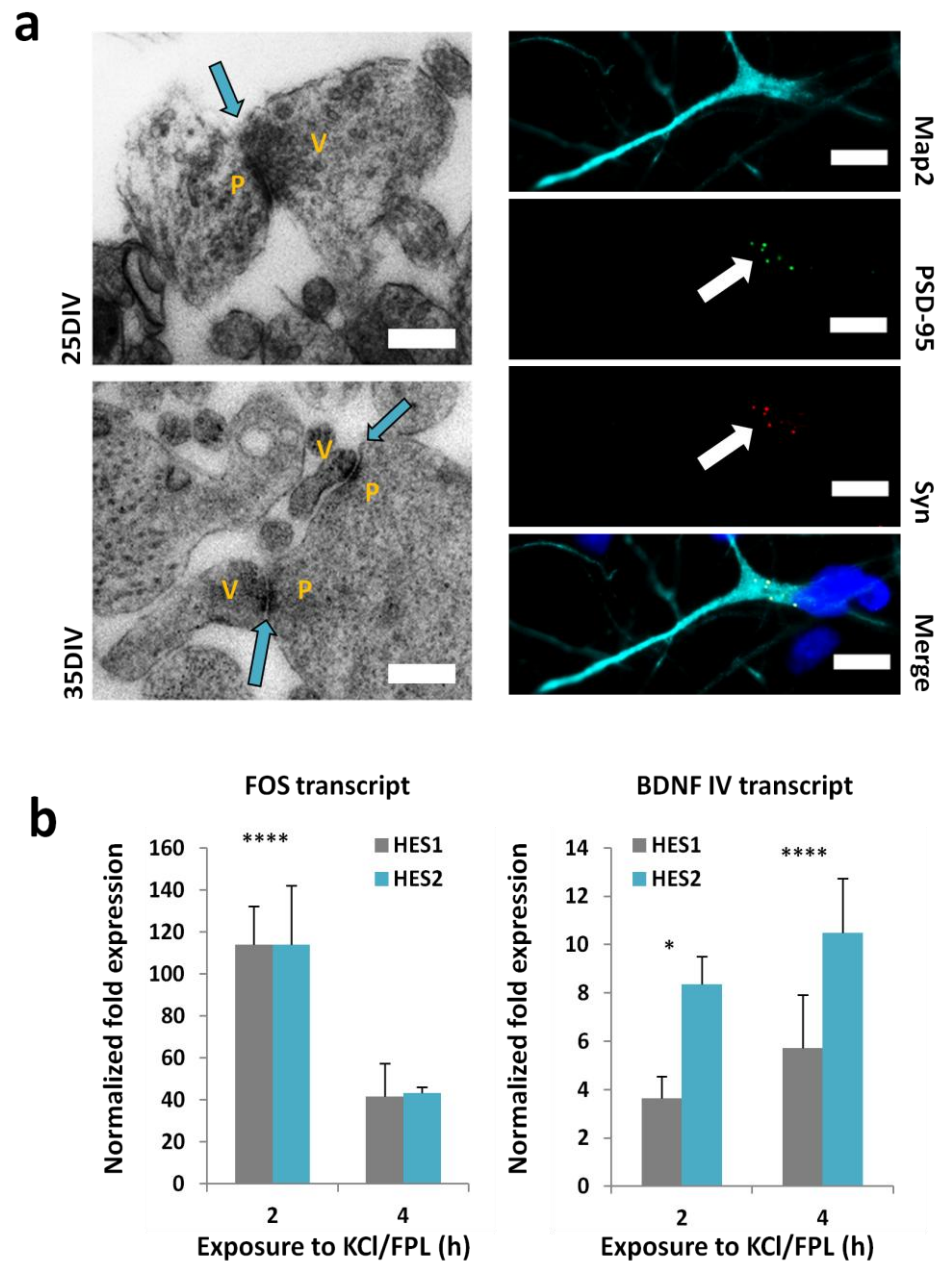 a
25DIV
V
P
35DIV
V
P
V
P
Map2
PSD-95
Syn
Merge
b
FOS transcript
Normalized fold expression
160
140
120
100
80
60
40
20
0
****
HES1
HES2
2
4
Exposure to KCl/FPL (h)
BDNF IV transcript
Normalized fold expression
14
12
10
8
6
4
2
0
HES1
HES2
*
****
2
4
Exposure to KCl/FPL (h)